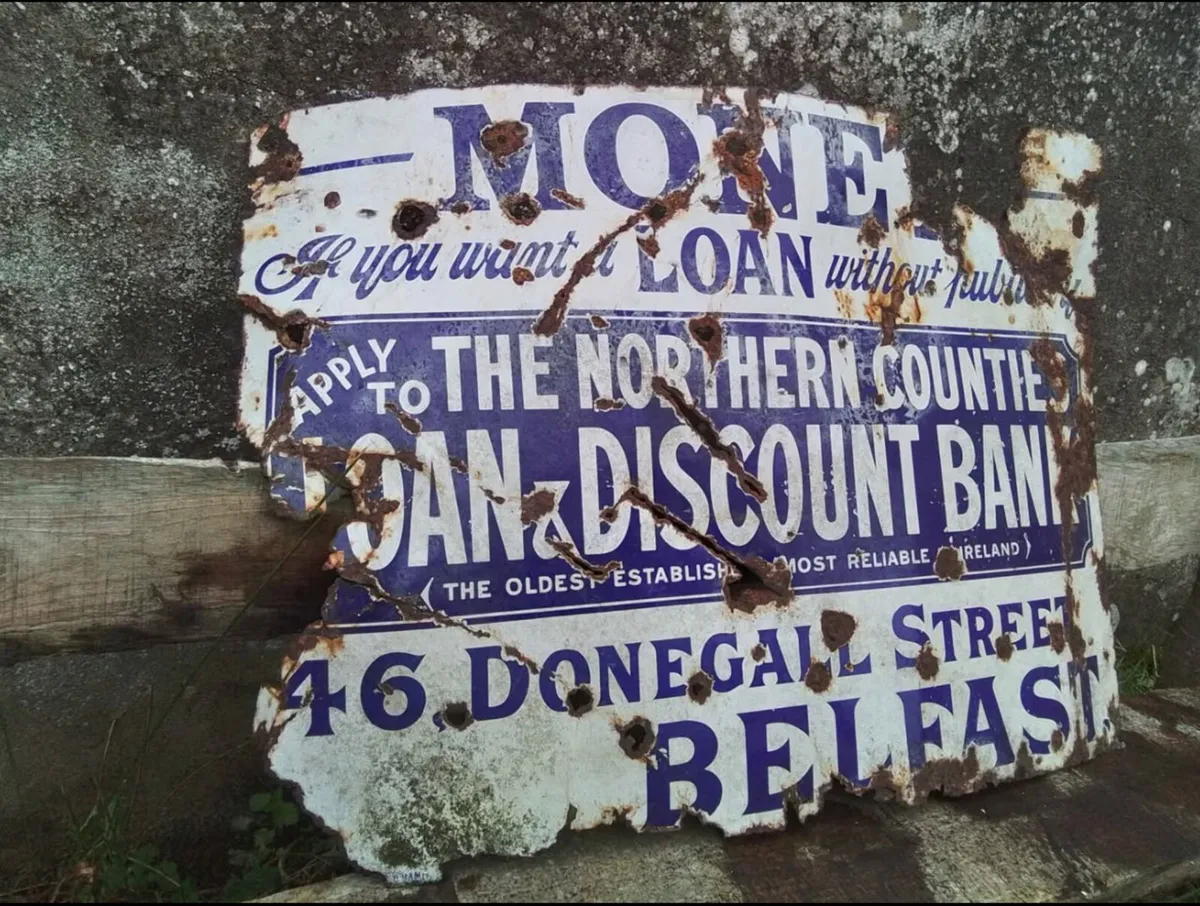 MONE
If you want a LOAN without
APPLY TO THE NORTHERN COUNTIES
LOAN & DISCOUNT BANK
(THE OLDEST ESTABLISH MOST RELIABLE IRELAND)
46, DONEGALL STREET
BELFAST.